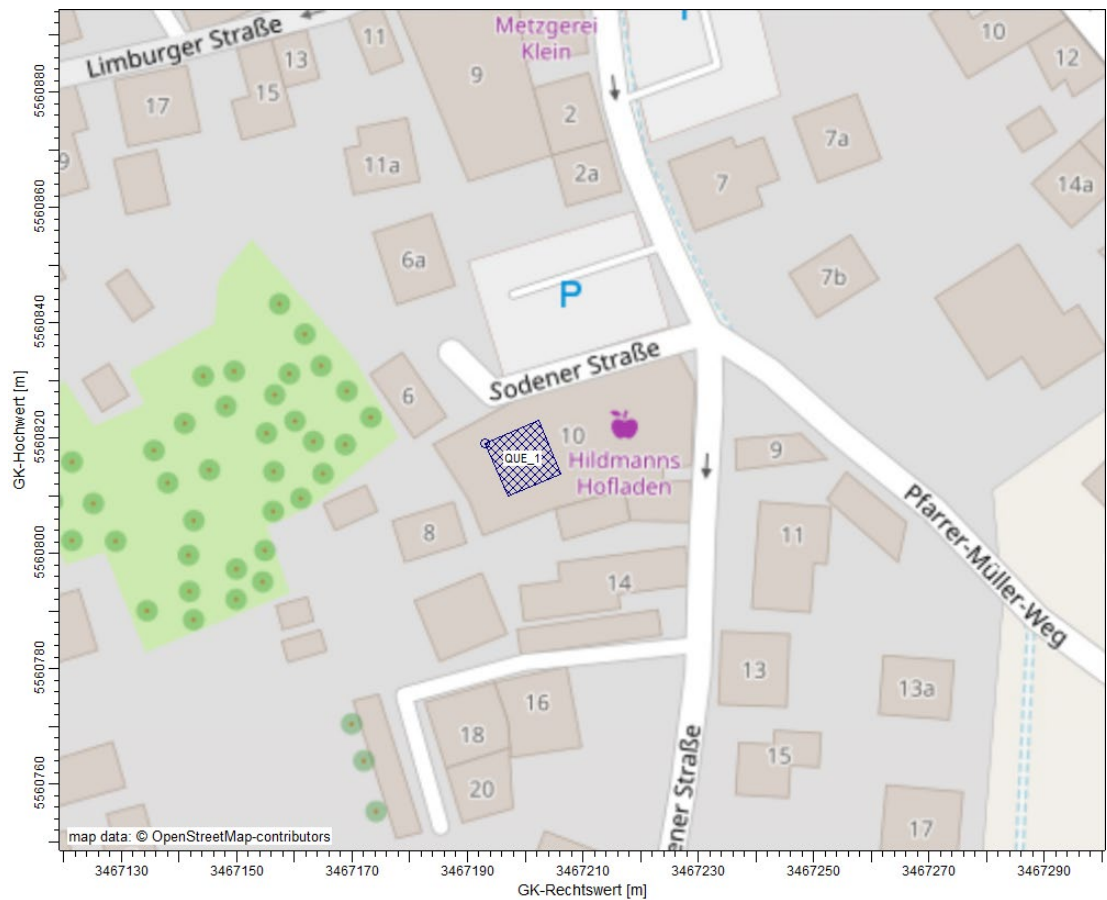 Metzgerei
Klein
Limburger Straße
11
13
15
17
9
10
12
2
2a
11a
7
7a
14a
9
6a
7b
P
Sodener Straße
6
10
Hildmanns
Hofladen
QUE_1
9
8
11
14
Pfarrer-Müller-Weg
13
13a
16
18
15
20
17
ener Straße
map data: © OpenStreetMap-contributors
GK-Hochwert [m]
5560880
5560860
5560840
5560820
5560800
5560780
5560760
3467130
3467150
3467170
3467190
3467210
3467230
3467250
3467270
3467290
GK-Rechtswert [m]